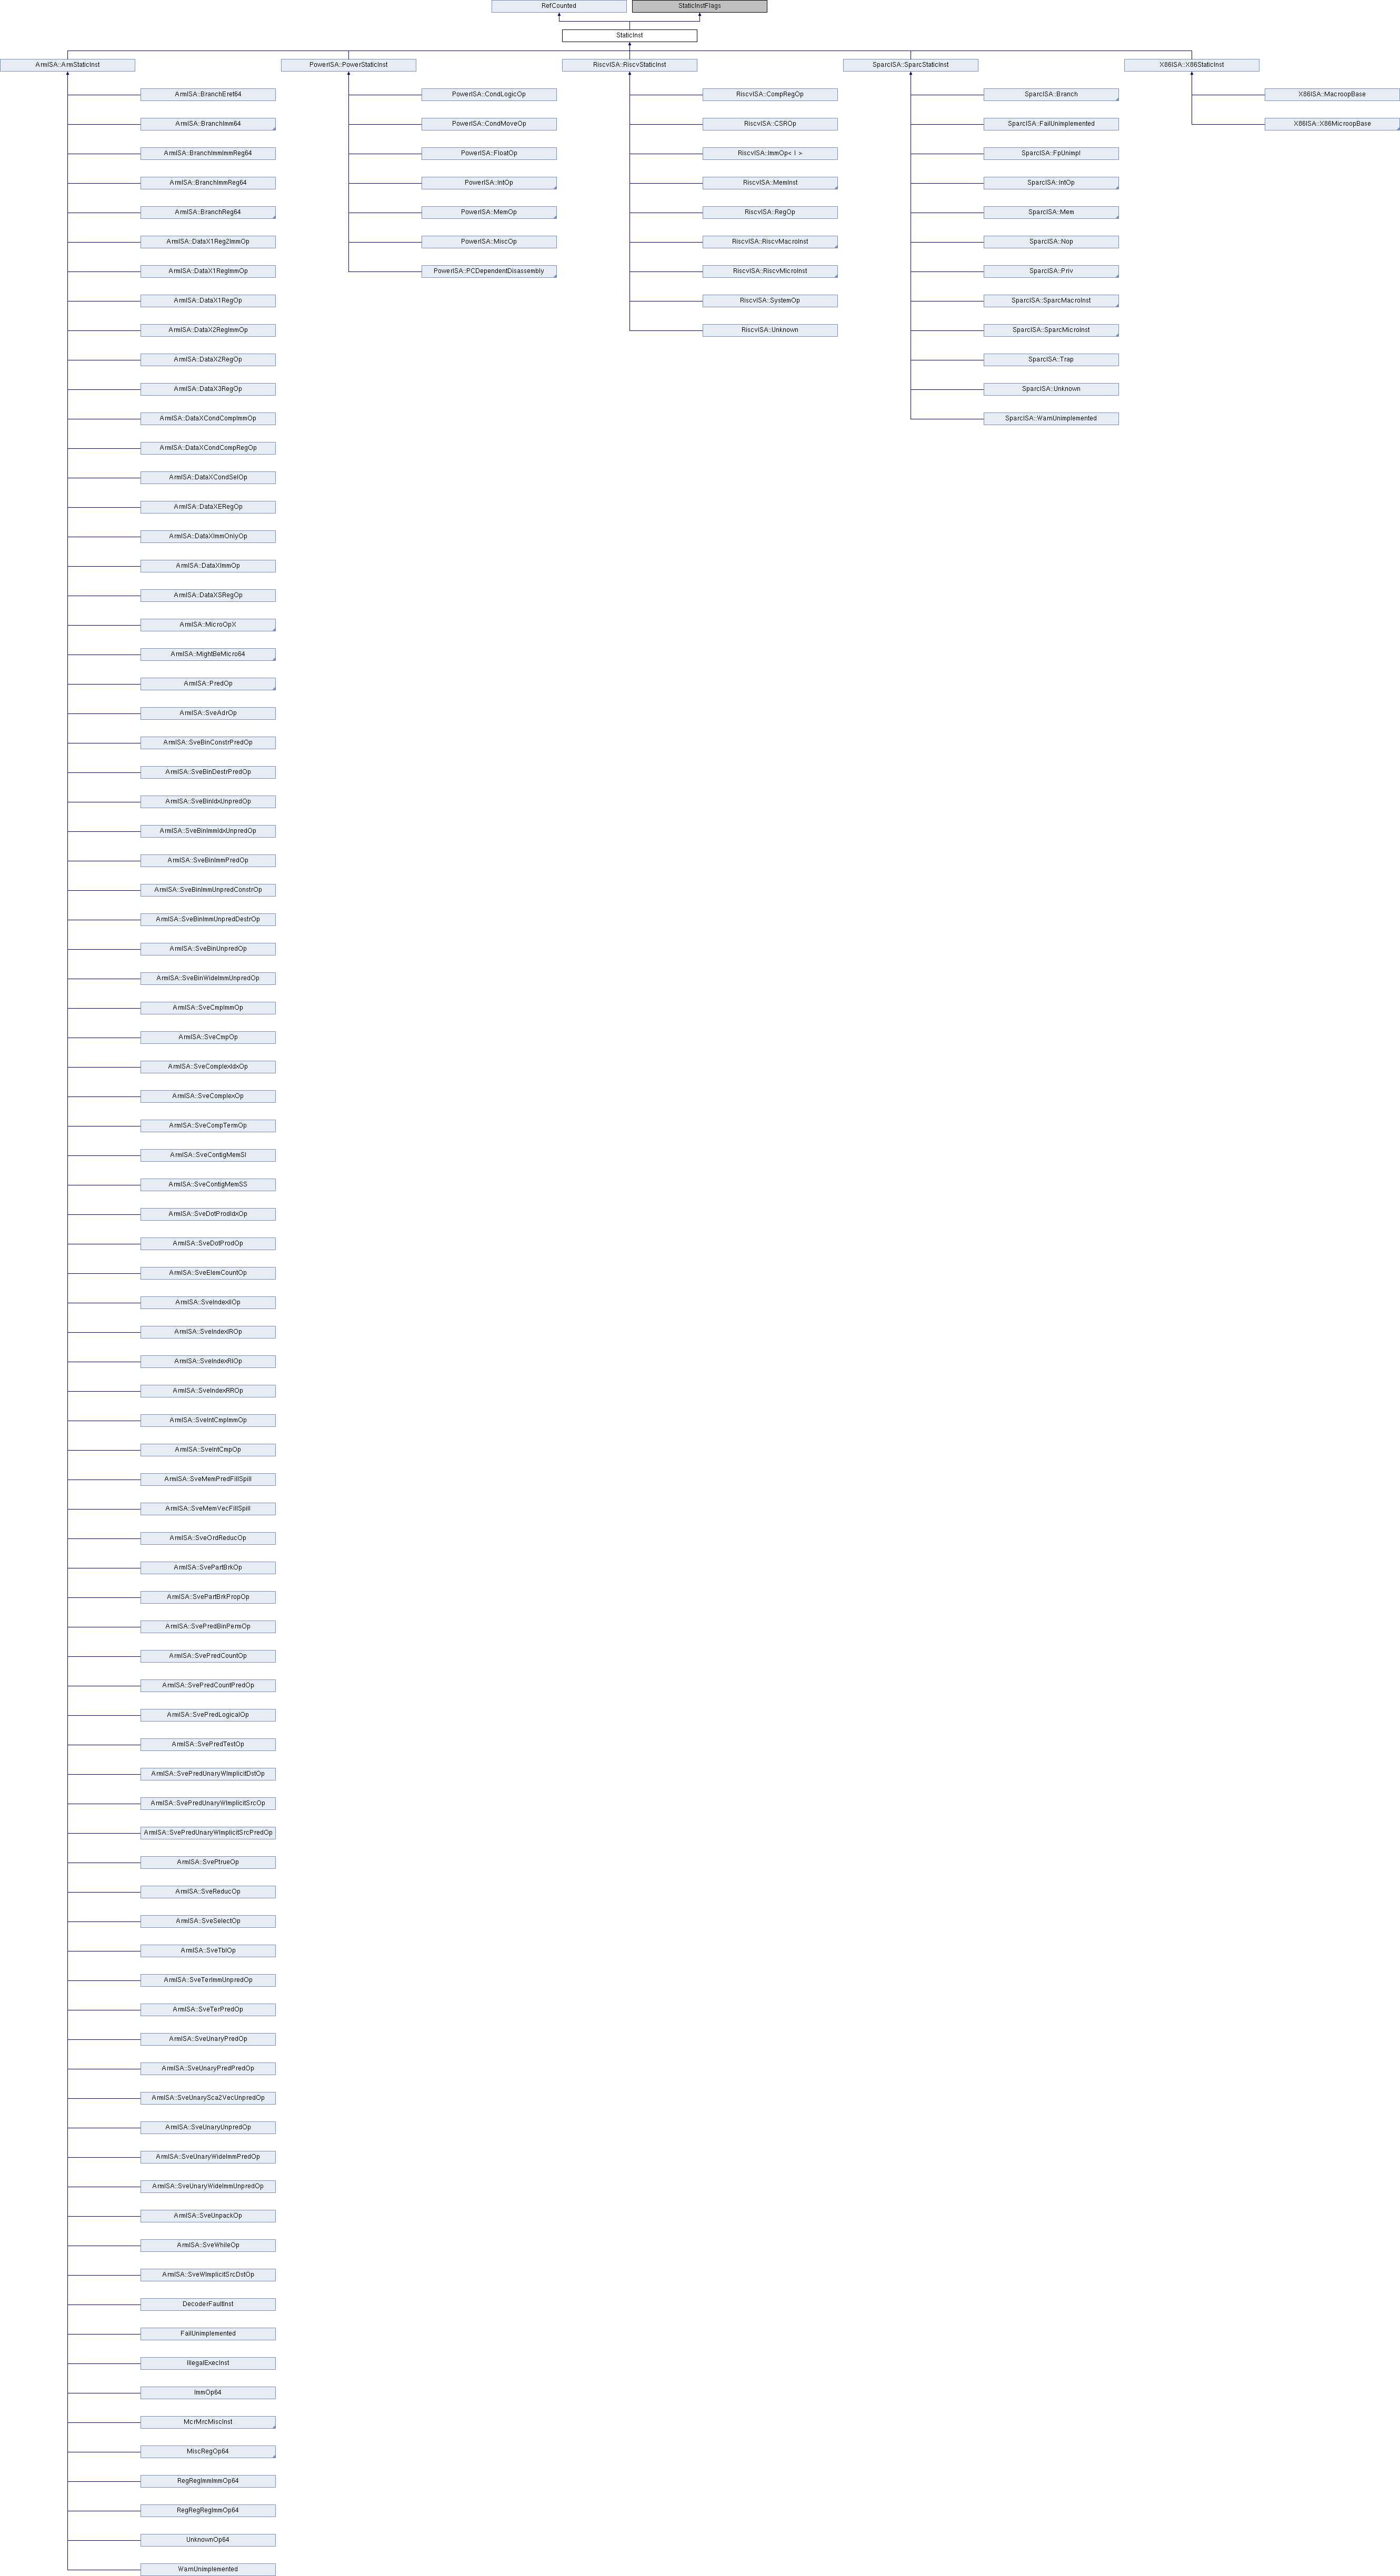 RefCounted
StaticInstFlags
StaticInst
ArmISA::ArmStaticInst
PowerISA::PowerStaticInst
RiscvISA::RiscvStaticInst
SparcISA::SparcStaticInst
X86ISA::X86StaticInst
ArmISA::BranchEret64
ArmISA::BranchImm64
ArmISA::BranchImmImmReg64
ArmISA::BranchImmReg64
ArmISA::BranchReg64
ArmISA::DataX1Reg2ImmOp
ArmISA::DataX1RegImmOp
ArmISA::DataX1RegOp
ArmISA::DataX2RegImmOp
ArmISA::DataX2RegOp
ArmISA::DataX3RegOp
ArmISA::DataXCondCompImmOp
ArmISA::DataXCondCompRegOp
ArmISA::DataXCondSelOp
ArmISA::DataXERegOp
ArmISA::DataXImmOnlyOp
ArmISA::DataXImmOp
ArmISA::DataXSRegOp
ArmISA::MicroOpX
ArmISA::MightBeMicro64
ArmISA::PredOp
ArmISA::SveAdrOp
ArmISA::SveBinConstrPredOp
ArmISA::SveBinDestrPredOp
ArmISA::SveBinIdxUnpredOp
ArmISA::SveBinImmIdxUnpredOp
ArmISA::SveBinImmPredOp
ArmISA::SveBinImmUnpredConstrOp
ArmISA::SveBinImmUnpredDestrOp
ArmISA::SveBinUnpredOp
ArmISA::SveBinWideImmUnpredOp
ArmISA::SveCmpImmOp
ArmISA::SveCmpOp
ArmISA::SveComplexIdxOp
ArmISA::SveComplexOp
ArmISA::SveCompTermOp
ArmISA::SveContigMemSI
ArmISA::SveContigMemSS
ArmISA::SveDotProdIdxOp
ArmISA::SveDotProdOp
ArmISA::SveElemCountOp
ArmISA::SveIndexIIOp
ArmISA::SveIndexIROp
ArmISA::SveIndexRIOp
ArmISA::SveIndexRROp
ArmISA::SveIntCmpImmOp
ArmISA::SveIntCmpOp
ArmISA::SveMemPredFillSpill
ArmISA::SveMemVecFillSpill
ArmISA::SveOrdReducOp
ArmISA::SvePartBrkOp
ArmISA::SvePartBrkPropOp
ArmISA::SvePredBinPermOp
ArmISA::SvePredCountOp
ArmISA::SvePredCountPredOp
ArmISA::SvePredLogicalOp
ArmISA::SvePredTestOp
ArmISA::SvePredUnaryWImplicitDstOp
ArmISA::SvePredUnaryWImplicitSrcOp
ArmISA::SvePredUnaryWImplicitSrcPredOp
ArmISA::SvePtrueOp
ArmISA::SveReducOp
ArmISA::SveSelectOp
ArmISA::SveTblOp
ArmISA::SveTerImmUnpredOp
ArmISA::SveTerPredOp
ArmISA::SveUnaryPredOp
ArmISA::SveUnaryPredPredOp
ArmISA::SveUnarySca2VecUnpredOp
ArmISA::SveUnaryUnpredOp
ArmISA::SveUnaryWideImmPredOp
ArmISA::SveUnaryWideImmUnpredOp
ArmISA::SveUnpackOp
ArmISA::SveWhileOp
ArmISA::SveWImplicitSrcDstOp
DecoderFaultInst
FailUnimplemented
IllegalExecInst
ImmOp64
McrMrcMiscInst
MiscRegOp64
RegRegImmImmOp64
RegRegRegImmOp64
UnknownOp64
WarnUnimplemented
PowerISA::CondLogicOp
PowerISA::CondMoveOp
PowerISA::FloatOp
PowerISA::IntOp
PowerISA::MemOp
PowerISA::MiscOp
PowerISA::PCDependentDisassembly
RiscvISA::CompRegOp
RiscvISA::CSROp
RiscvISA::ImmOp< I >
RiscvISA::MemInst
RiscvISA::RegOp
RiscvISA::RiscvMacroInst
RiscvISA::RiscvMicroInst
RiscvISA::SystemOp
RiscvISA::Unknown
SparcISA::Branch
SparcISA::FailUnimplemented
SparcISA::FpUnimpl
SparcISA::IntOp
SparcISA::Mem
SparcISA::Nop
SparcISA::Priv
SparcISA::SparcMacroInst
SparcISA::SparcMicroInst
SparcISA::Trap
SparcISA::Unknown
SparcISA::WarnUnimplemented
X86ISA::MacroopBase
X86ISA::X86MicroopBase